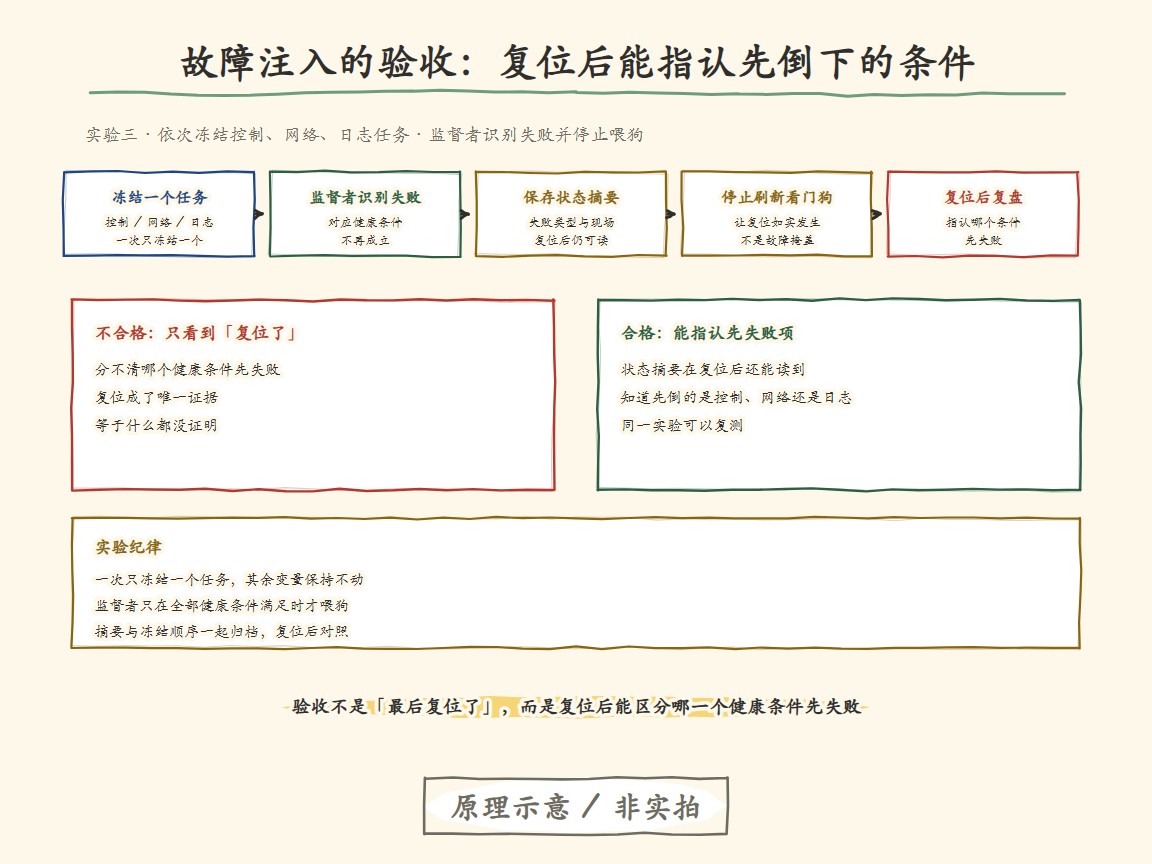 故障注入的验收：复位后能指认先倒下的条件
实验三 · 依次冻结控制、网络、日志任务 · 监督者识别失败并停止喂狗
冻结一个任务
控制 / 网络 / 日志
一次只冻结一个
监督者识别失败
对应健康条件
不再成立
保存状态摘要
失败类型与现场
复位后仍可读
停止刷新看门狗
让复位如实发生
不是故障掩盖
复位后复盘
指认哪个条件
先失败
不合格：只看到「复位了」
分不清哪个健康条件先失败
复位成了唯一证据
等于什么都没证明
合格：能指认先失败项
状态摘要在复位后还能读到
知道先倒的是控制、网络还是日志
同一实验可以复测
实验纪律
一次只冻结一个任务，其余变量保持不动
监督者只在全部健康条件满足时才喂狗
摘要与冻结顺序一起归档，复位后对照
验收不是「最后复位了」，而是复位后能区分哪一个健康条件先失败
原理示意 / 非实拍